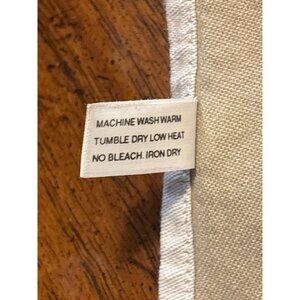 MACHINE WASH WARM
TUMBLE DRY LOW HEAT
NO BLEACH. IRON DRY